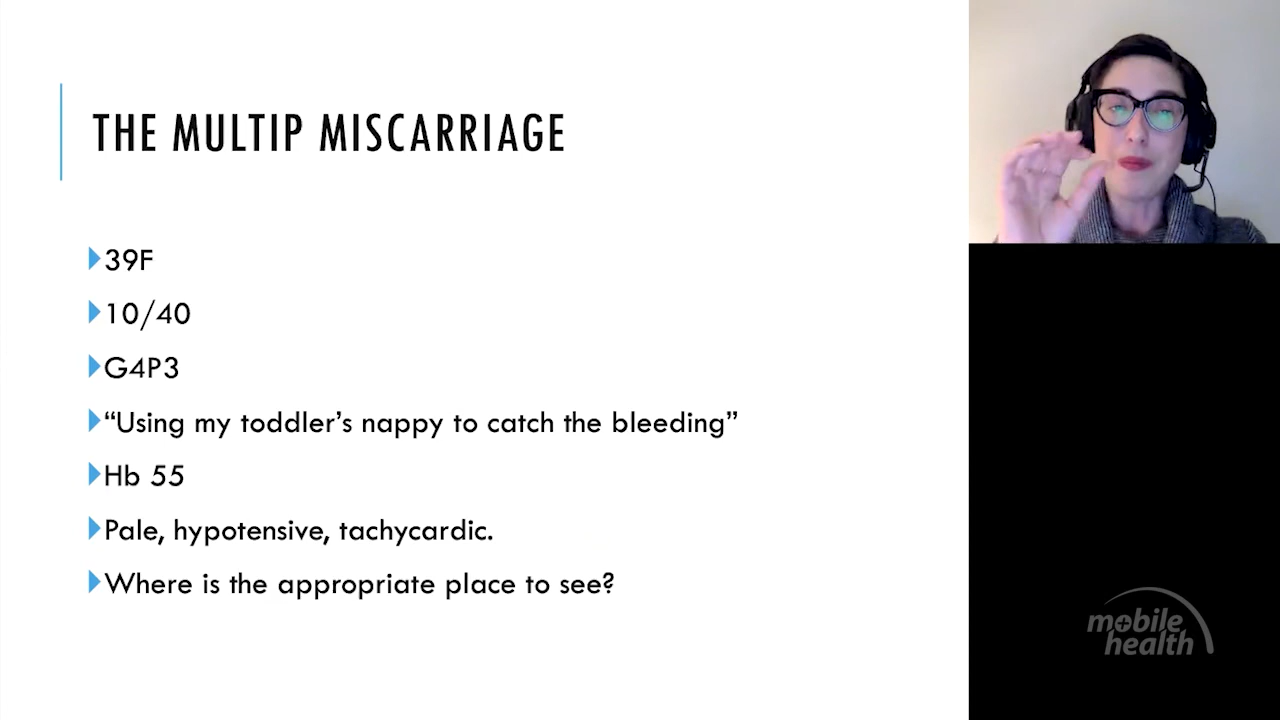 THE MULTIP MISCARRIAGE
39F
10/40
G4P3
“Using my toddler’s nappy to catch the bleeding”
Hb 55
Pale, hypotensive, tachycardic.
Where is the appropriate place to see?
mobile
health